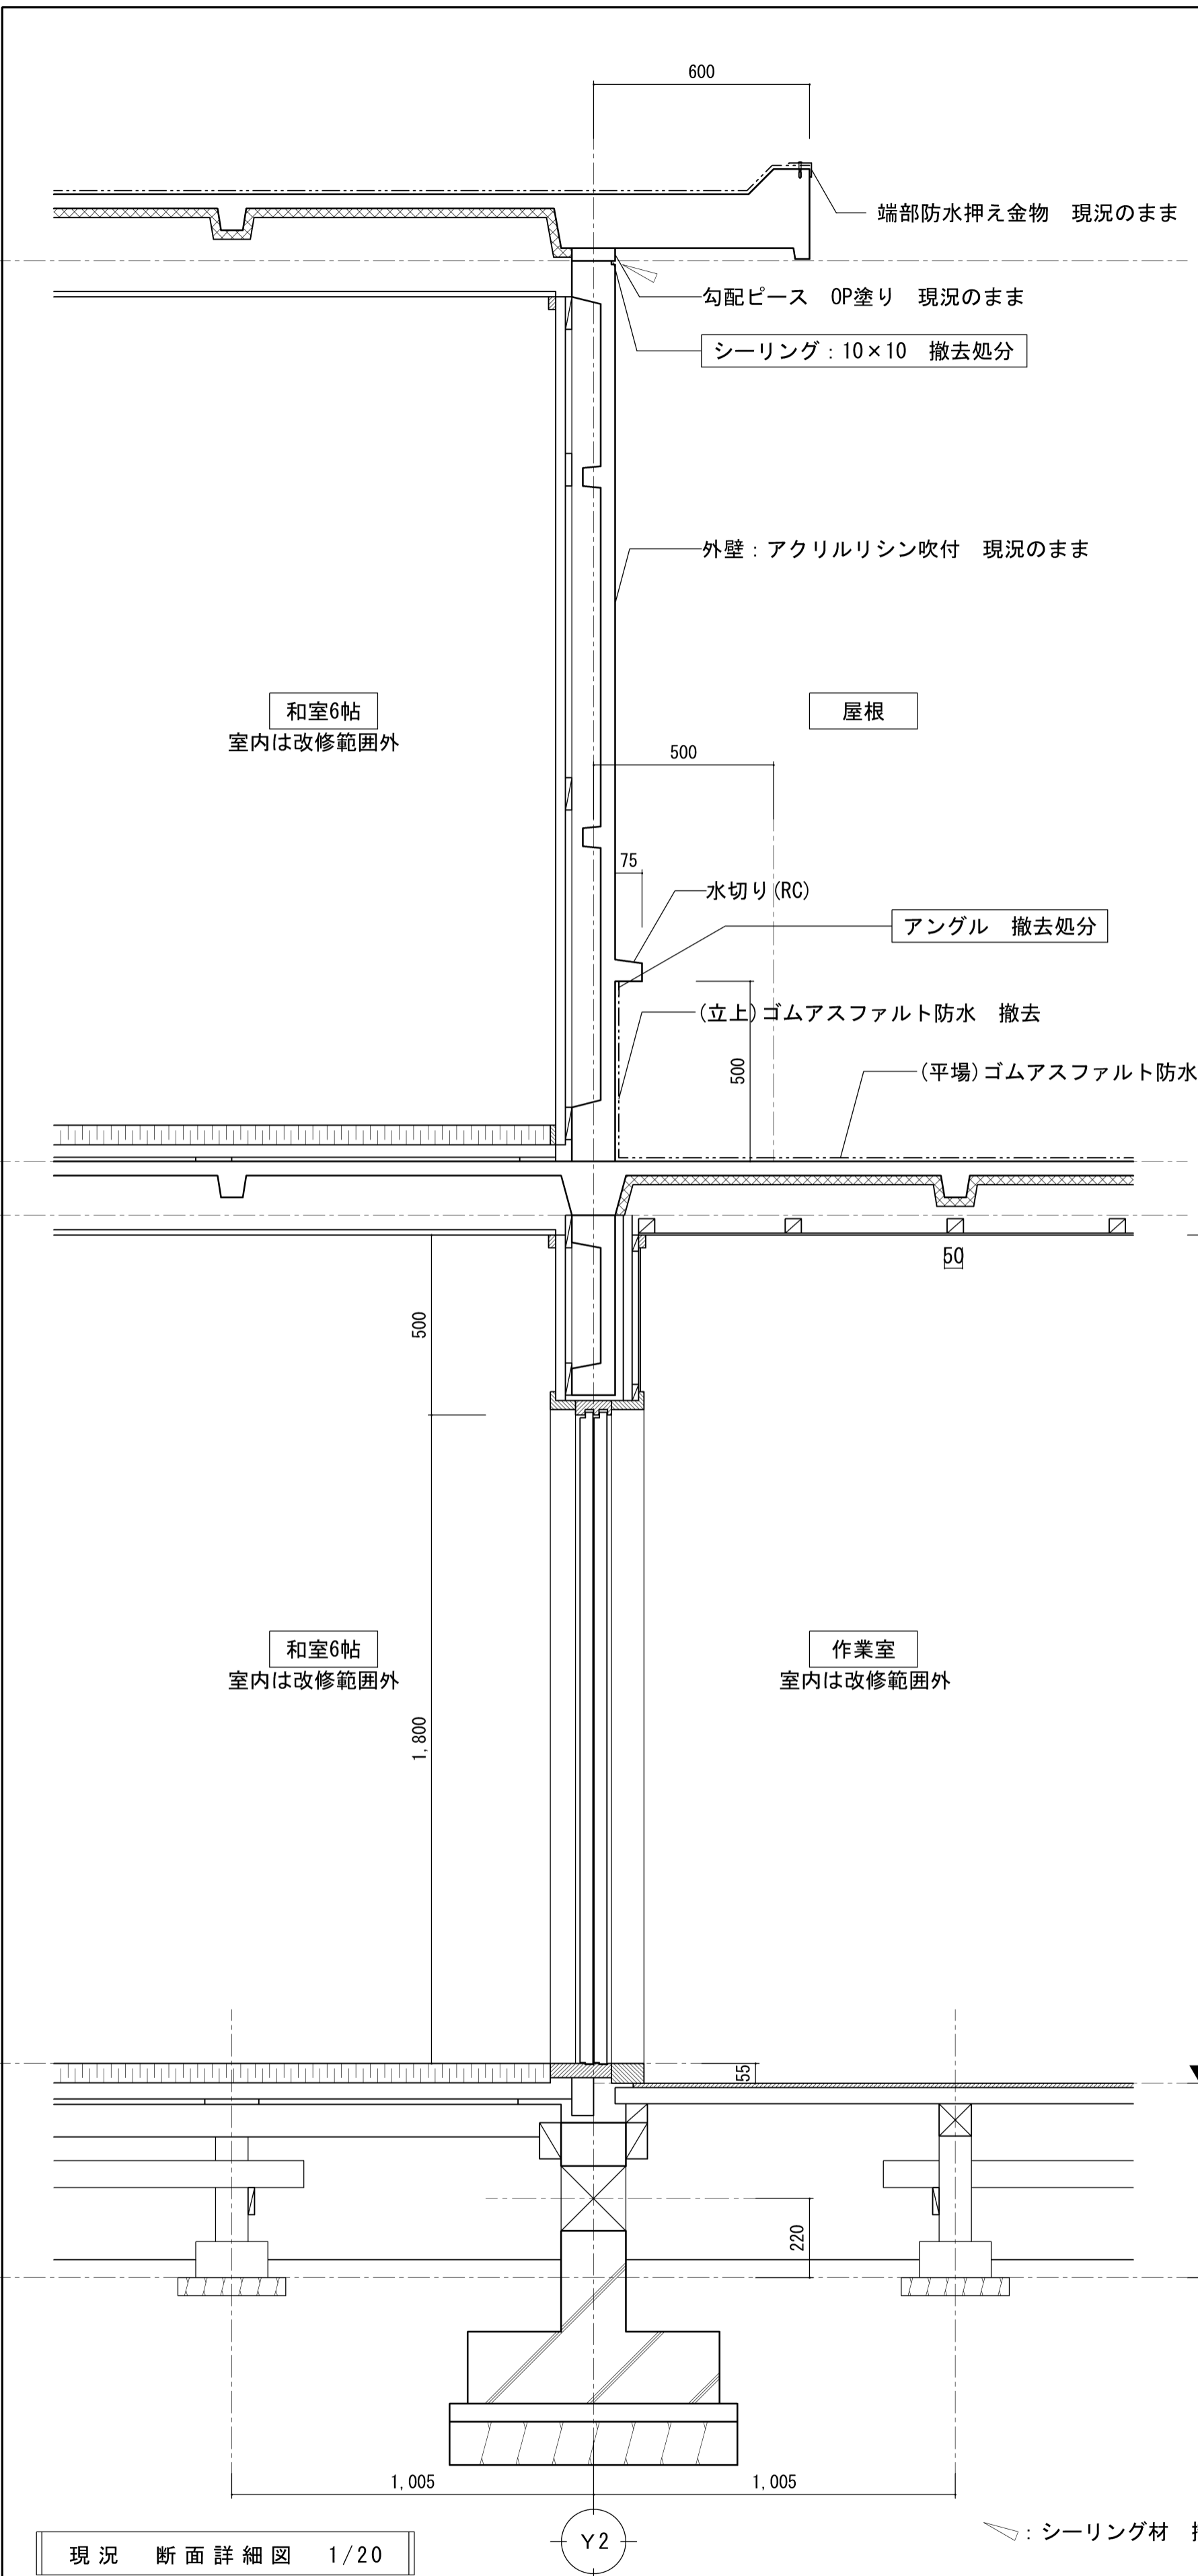 600
端部防水押え金物　現況のまま
勾配ピース　OP塗り　現況のまま
シーリング：10×10　撤去処分
外壁：アクリルリシン吹付　現況のまま
和室6帖
室内は改修範囲外
屋根
500
75
水切り(RC)
アングル　撤去処分
(立上)ゴムアスファルト防水　撤去
500
(平場)ゴムアスファルト防水
50
500
和室6帖
室内は改修範囲外
作業室
室内は改修範囲外
1,800
55
220
1,005
1,005
Y2
：シーリング材
現況　断面詳細図　1/20